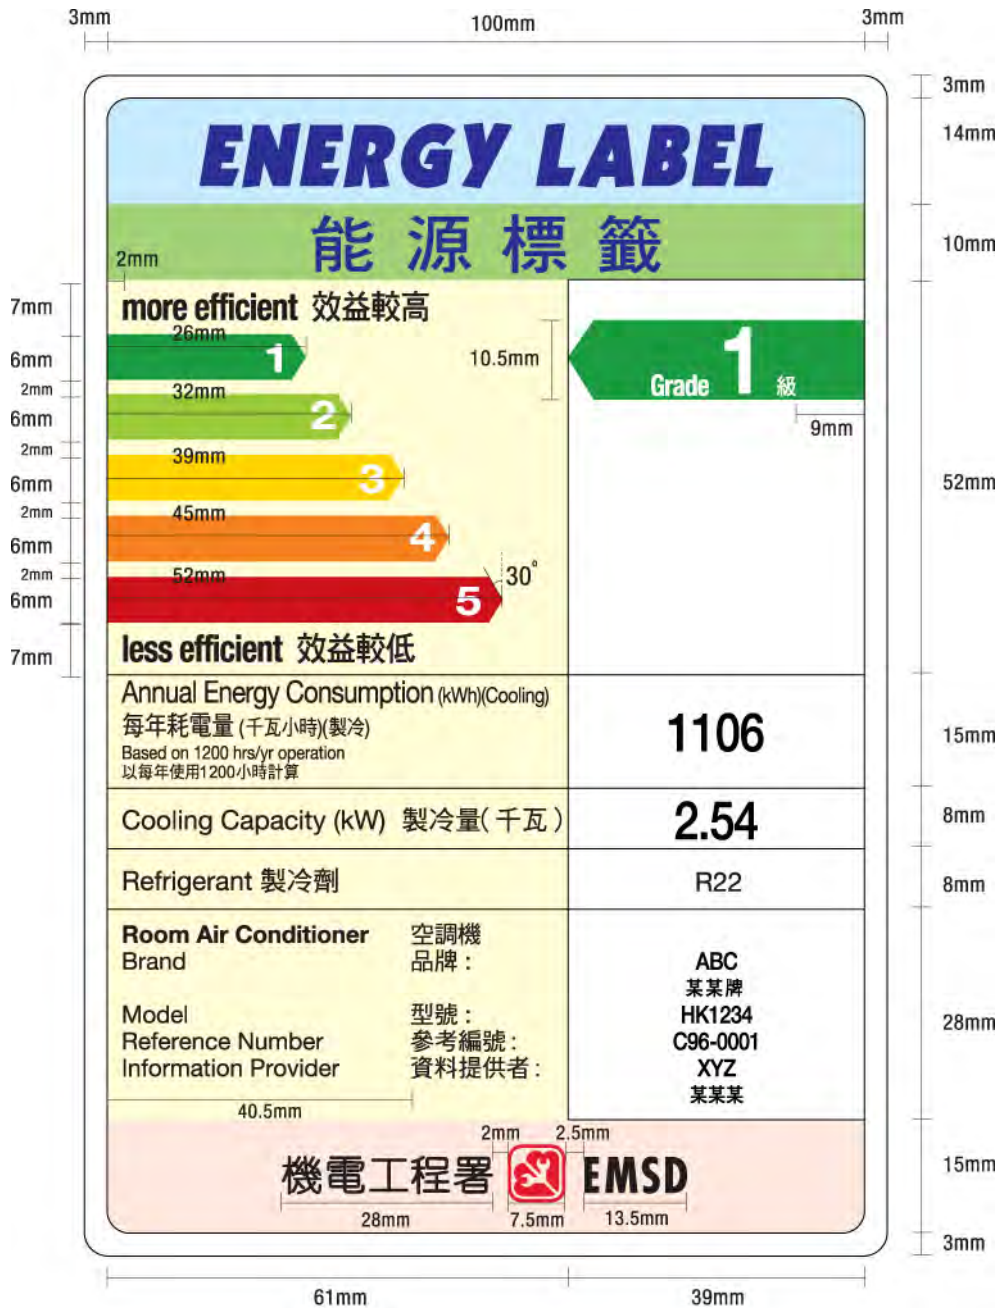 3mm
100mm
3mm
3mm
ENERGY LABEL
14mm
能源標籤
10mm
2mm
7mm
more efficient 效益較高
26mm
6mm
1
10.5mm
Grade 1 級
2mm
32mm
6mm
2
9mm
2mm
39mm
6mm
3
52mm
2mm
45mm
6mm
4
2mm
52mm
30°
6mm
5
7mm
less efficient 效益較低
Annual Energy Consumption (kWh)(Cooling)
每年耗電量 (千瓦小時)(製冷)
1106
15mm
Based on 1200 hrs/yr operation
以每年使用1200小時計算
Cooling Capacity (kW) 製冷量(千瓦)
2.54
8mm
Refrigerant 製冷劑
R22
8mm
Room Air Conditioner 空調機
Brand 品牌:
ABC
某某牌
Model 型號:
HK1234
28mm
Reference Number 參考編號:
C96-0001
Information Provider 資料提供者:
XYZ
某某某
40.5mm
2mm
2.5mm
機電工程署 EMSD
15mm
28mm
7.5mm
13.5mm
3mm
61mm
39mm